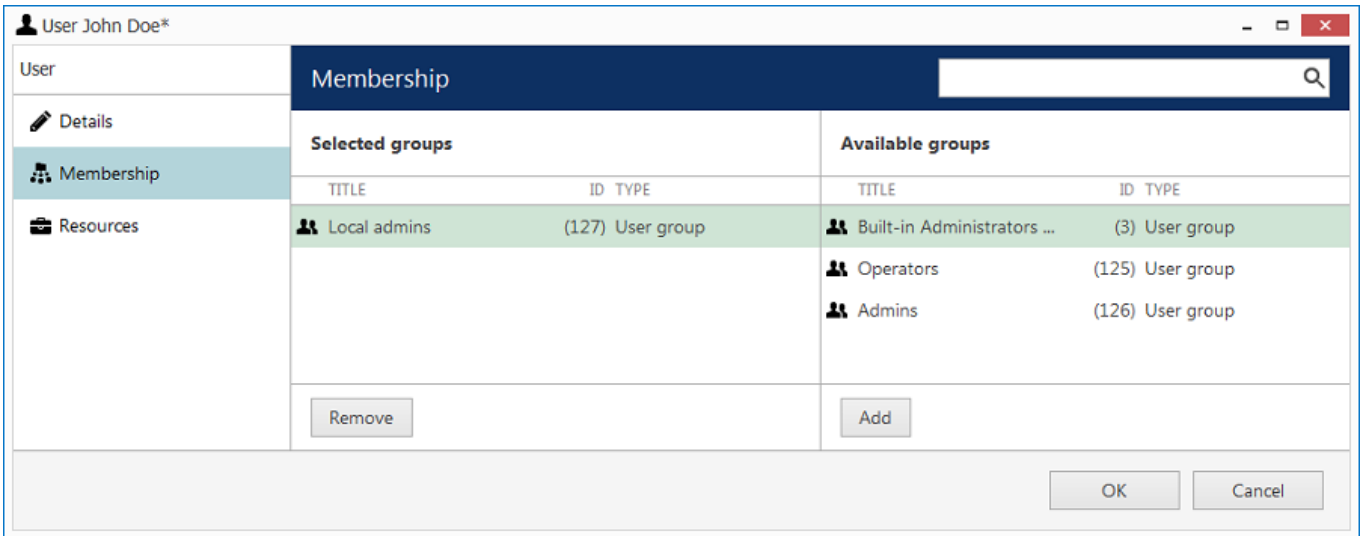 User John Doe*
User
Details
Membership
Resources
Membership
Selected groups
TITLE ID TYPE
Local admins (127) User group
Remove
Available groups
TITLE ID TYPE
Built-in Administrators ... (3) User group
Operators (125) User group
Admins (126) User group
Add
OK Cancel